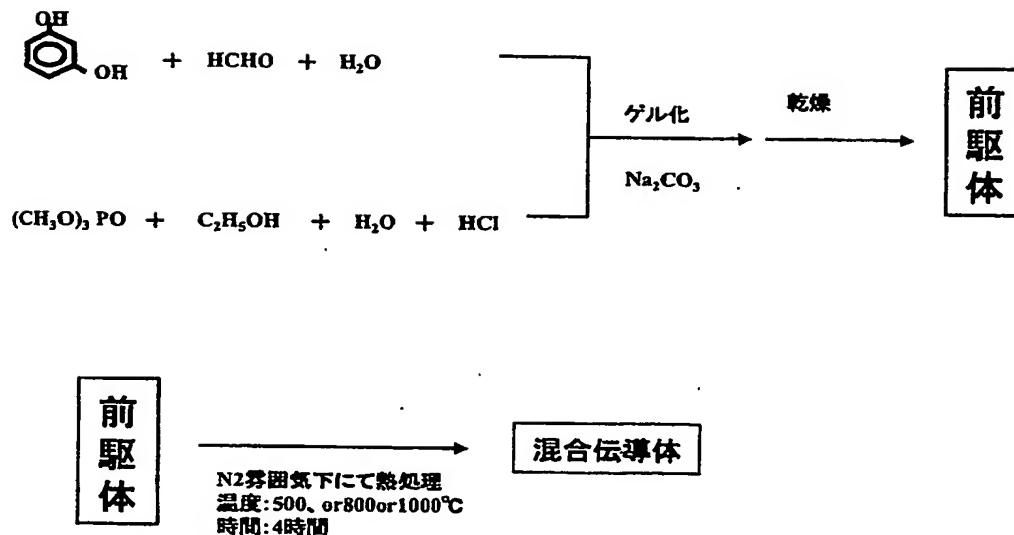 OH
OH + HCHO + H₂O
ゲル化
Na₂CO₃
乾燥
前駆体
(CH₃O)₃ PO + C₂H₅OH + H₂O + HCl
前駆体
N2雰囲気下にて熱処理
温度:500、or800or1000℃
時間:4時間
混合伝導体